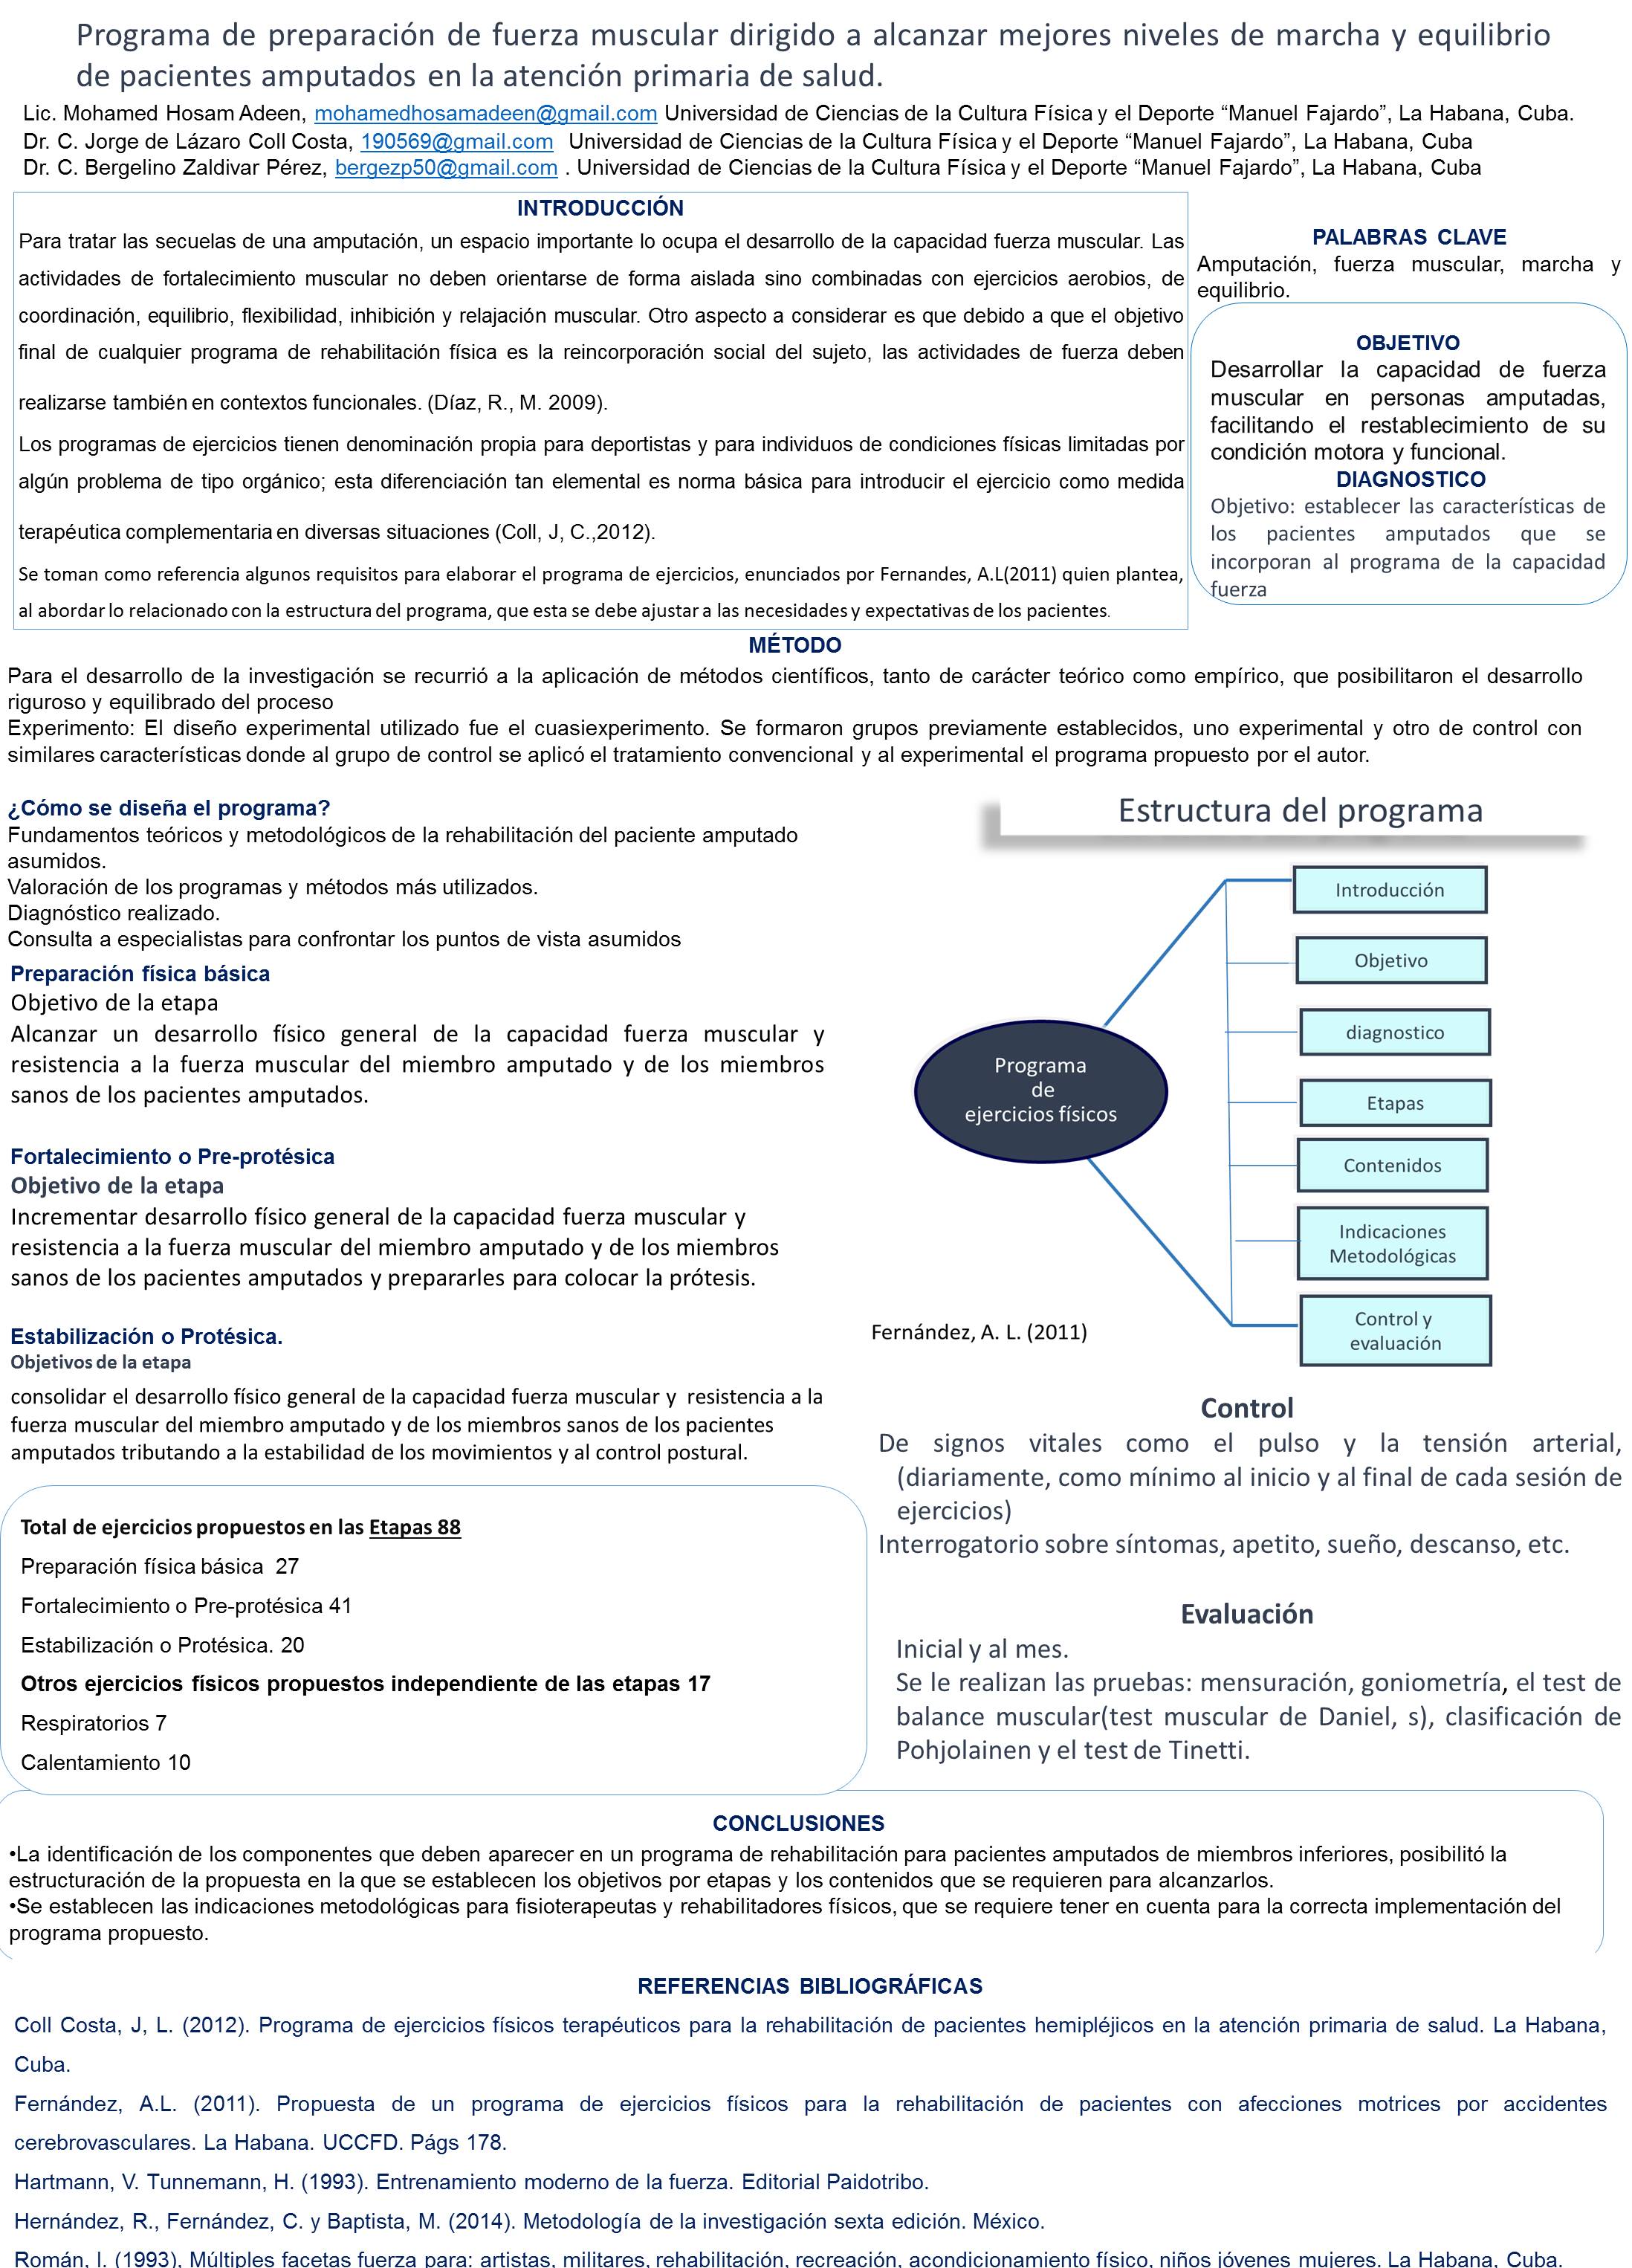 Programa de preparación de fuerza muscular dirigido a alcanzar mejores niveles de marcha y equilibrio
de pacientes amputados en la atención primaria de salud.
Lic. Mohamed Hosam Adeen, mohamedhosamadeen@gmail.com Universidad de Ciencias de la Cultura Física y el Deporte “Manuel Fajardo”, La Habana, Cuba.
Dr. C. Jorge de Lázaro Coll Costa, 190569@gmail.com Universidad de Ciencias de la Cultura Física y el Deporte “Manuel Fajardo”, La Habana, Cuba
Dr. C. Bergelino Zaldivar Pérez, bergezp50@gmail.com . Universidad de Ciencias de la Cultura Física y el Deporte “Manuel Fajardo”, La Habana, Cuba
INTRODUCCIÓN
Para tratar las secuelas de una amputación, un espacio importante lo ocupa el desarrollo de la capacidad fuerza muscular. Las
actividades de fortalecimiento muscular no deben orientarse de forma aislada sino combinadas con ejercicios aerobios, de
coordinación, equilibrio, flexibilidad, inhibición y relajación muscular. Otro aspecto a considerar es que debido a que el objetivo
final de cualquier programa de rehabilitación física es la reincorporación social del sujeto, las actividades de fuerza deben
realizarse también en contextos funcionales. (Díaz, R., M. 2009).
Los programas de ejercicios tienen denominación propia para deportistas y para individuos de condiciones físicas limitadas por
algún problema de tipo orgánico; esta diferenciación tan elemental es norma básica para introducir el ejercicio como medida
terapéutica complementaria en diversas situaciones (Coll, J, C.,2012).
Se toman como referencia algunos requisitos para elaborar el programa de ejercicios, enunciados por Fernandes, A.L(2011) quien plantea,
al abordar lo relacionado con la estructura del programa, que esta se debe ajustar a las necesidades y expectativas de los pacientes.
PALABRAS CLAVE
Amputación, fuerza muscular, marcha y
equilibrio.
OBJETIVO
Desarrollar la capacidad de fuerza
muscular en personas amputadas,
facilitando el restablecimiento de su
condición motora y funcional.
DIAGNOSTICO
Objetivo: establecer las características de
los pacientes amputados que se
incorporan al programa de la capacidad
fuerza
MÉTODO
Para el desarrollo de la investigación se recurrió a la aplicación de métodos científicos, tanto de carácter teórico como empírico, que posibilitaron el desarrollo
riguroso y equilibrado del proceso
Experimento: El diseño experimental utilizado fue el cuasiexperimento. Se formaron grupos previamente establecidos, uno experimental y otro de control con
similares características donde al grupo de control se aplicó el tratamiento convencional y al experimental el programa propuesto por el autor.
¿Cómo se diseña el programa?
Fundamentos teóricos y metodológicos de la rehabilitación del paciente amputado
asumidos.
Valoración de los programas y métodos más utilizados.
Diagnóstico realizado.
Consulta a especialistas para confrontar los puntos de vista asumidos
Preparación física básica
Objetivo de la etapa
Alcanzar un desarrollo físico general de la capacidad fuerza muscular y
resistencia a la fuerza muscular del miembro amputado y de los miembros
sanos de los pacientes amputados.
Fortalecimiento o Pre-protésica
Objetivo de la etapa
Incrementar desarrollo físico general de la capacidad fuerza muscular y
resistencia a la fuerza muscular del miembro amputado y de los miembros
sanos de los pacientes amputados y prepararles para colocar la prótesis.
Estabilización o Protésica.
Objetivos de la etapa
consolidar el desarrollo físico general de la capacidad fuerza muscular y resistencia a la
fuerza muscular del miembro amputado y de los miembros sanos de los pacientes
amputados tributando a la estabilidad de los movimientos y al control postural.
Total de ejercicios propuestos en las Etapas 88
Preparación física básica 27
Fortalecimiento o Pre-protésica 41
Estabilización o Protésica. 20
Otros ejercicios físicos propuestos independiente de las etapas 17
Respiratorios 7
Calentamiento 10
Estructura del programa
Programa
de
ejercicios físicos
Introducción
Objetivo
diagnostico
Etapas
Contenidos
Indicaciones
Metodológicas
Control y
evaluación
Fernández, A. L. (2011)
Control
De signos vitales como el pulso y la tensión arterial,
(diariamente, como mínimo al inicio y al final de cada sesión de
ejercicios)
Interrogatorio sobre síntomas, apetito, sueño, descanso, etc.
Evaluación
Inicial y al mes.
Se le realizan las pruebas: mensuración, goniometría, el test de
balance muscular(test muscular de Daniel, s), clasificación de
Pohjolainen y el test de Tinetti.
CONCLUSIONES
•La identificación de los componentes que deben aparecer en un programa de rehabilitación para pacientes amputados de miembros inferiores, posibilitó la
estructuración de la propuesta en la que se establecen los objetivos por etapas y los contenidos que se requieren para alcanzarlos.
•Se establecen las indicaciones metodológicas para fisioterapeutas y rehabilitadores físicos, que se requiere tener en cuenta para la correcta implementación del
programa propuesto.
REFERENCIAS BIBLIOGRÁFICAS
Coll Costa, J, L. (2012). Programa de ejercicios físicos terapéuticos para la rehabilitación de pacientes hemipléjicos en la atención primaria de salud. La Habana,
Cuba.
Fernández, A.L. (2011). Propuesta de un programa de ejercicios físicos para la rehabilitación de pacientes con afecciones motrices por accidentes
cerebrovasculares. La Habana. UCCFD. Págs 178.
Hartmann, V. Tunnemann, H. (1993). Entrenamiento moderno de la fuerza. Editorial Paidotribo.
Hernández, R., Fernández, C. y Baptista, M. (2014). Metodología de la investigación sexta edición. México.
Román, I. (1993). Múltiples facetas fuerza para: artistas, militares, rehabilitación, recreación, acondicionamiento físico, niños jóvenes mujeres. La Habana, Cuba.